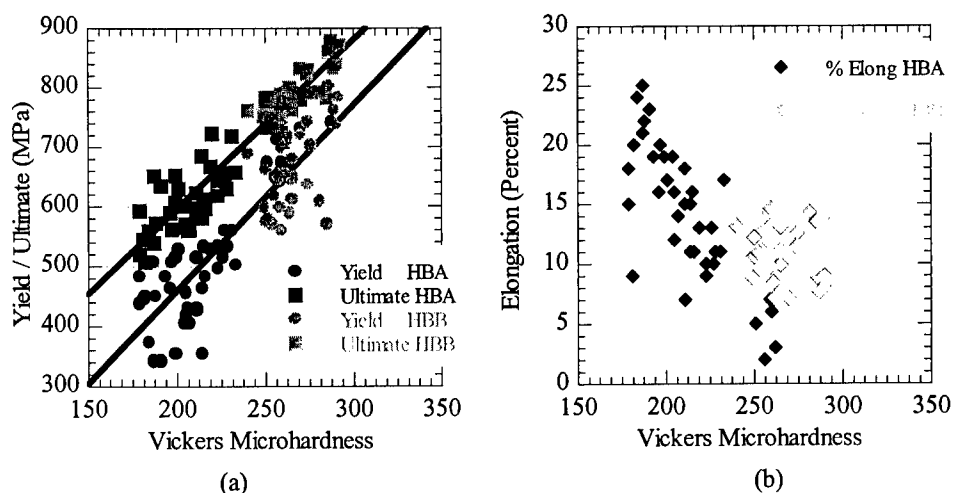 900
800
700
600
500
400
300
Yield / Ultimate (MPa)
Yield HBA
Ultimate HBA
Yield HBB
Ultimate HBB
150 200 250 300 350
Vickers Microhardness
(a)
30
25
20
15
10
5
0
Elongation (Percent)
% Elong HBA
150 200 250 300 350
Vickers Microhardness
(b)